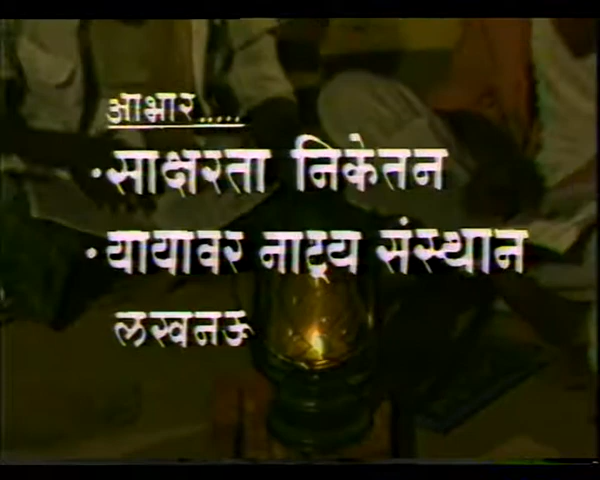 आभार.....
·साक्षरता निकेतन
·यायावर नाट्य संस्थान
लखनऊ